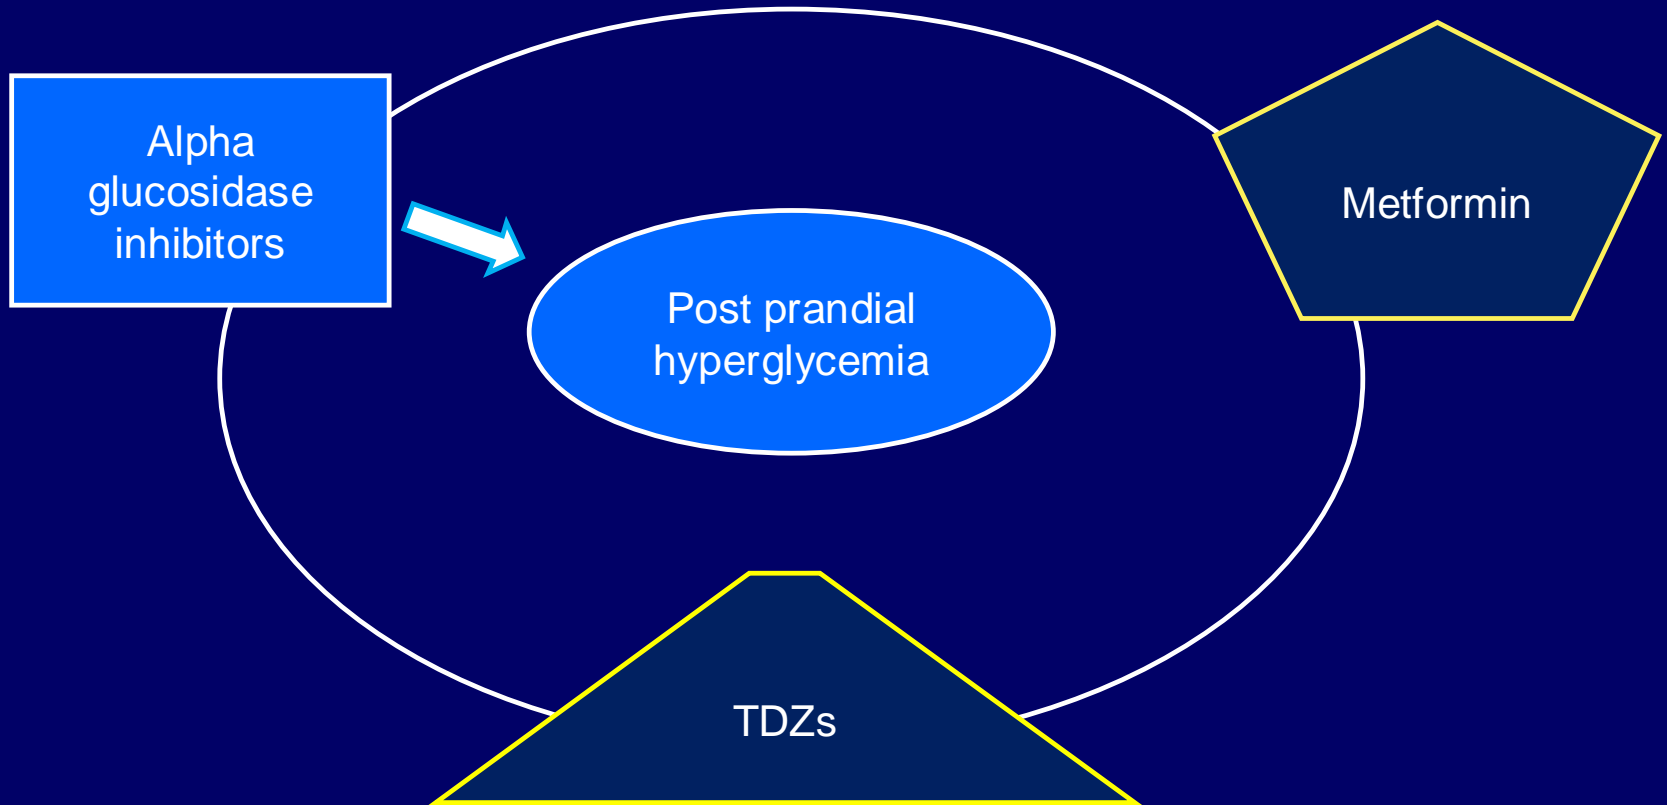 Alpha
glucosidase
inhibitors
Metformin
Post prandial
hyperglycemia
TDZs